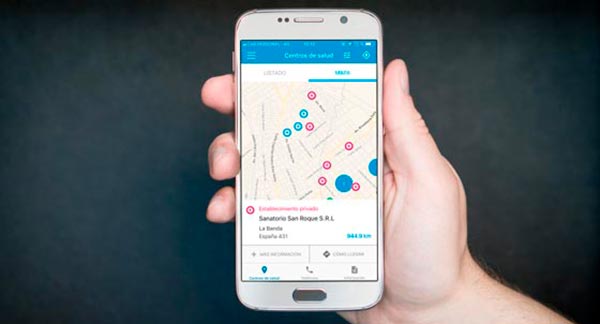 Centros de salud
LISTADO
MAPA
Establecimiento privado
Sanatorio San Roque S.R.L
La Banda
España 431
944.9 km
+ MÁS INFORMACIÓN
CÓMO LLEGAR
Centros de salud
Teléfonos